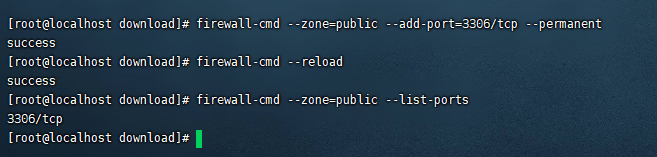 [root@localhost download]# firewall-cmd --zone=public --add-port=3306/tcp --permanent
success
[root@localhost download]# firewall-cmd --reload
success
[root@localhost download]# firewall-cmd --zone=public --list-ports
3306/tcp
[root@localhost download]#